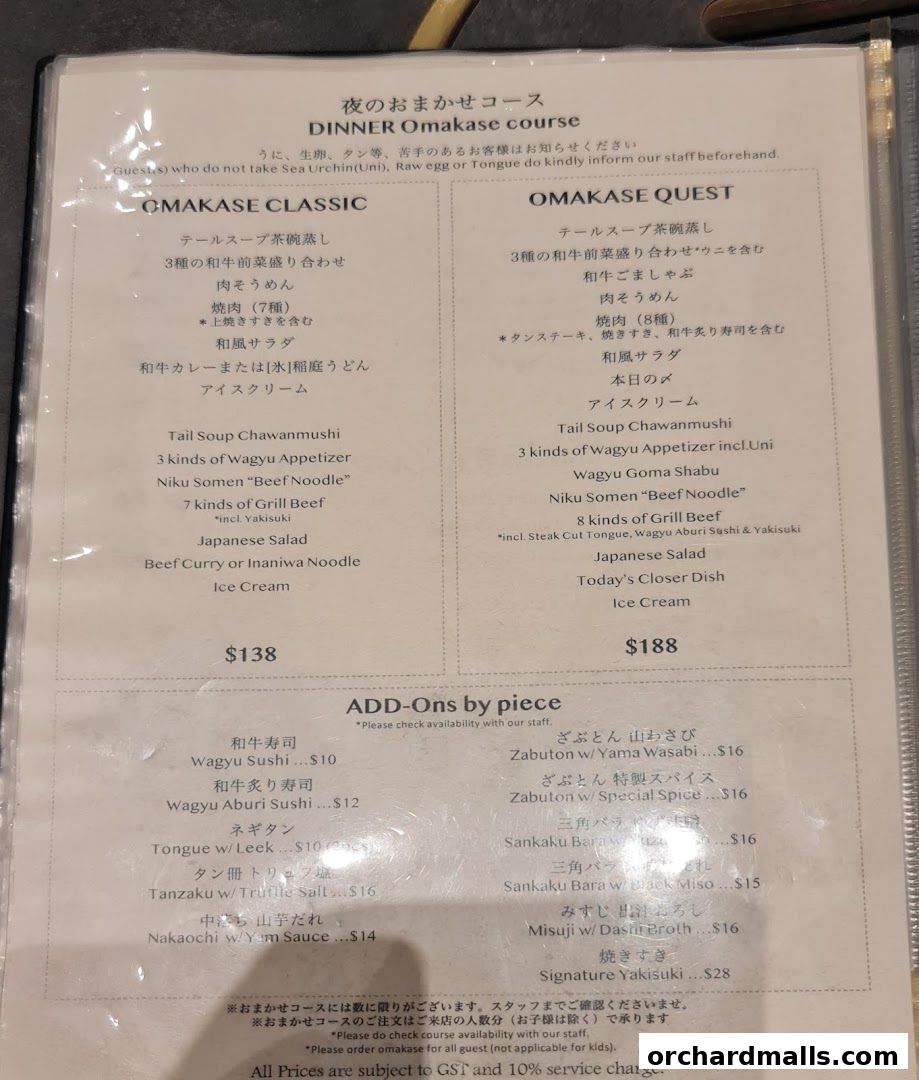 夜のおまかせコース
DINNER Omakase course
うに、生卵、タン等、苦手のあるお客様はお知らせください
Guest(s) who do not take Sea Urchin(Uni), Raw egg or Tongue do kindly inform our staff beforehand.
OMAKASE CLASSIC
テールスープ茶碗蒸し
3種の和牛前菜盛り合わせ
肉そうめん
焼肉（7種）
*上焼きすきを含む
和風サラダ
和牛カレーまたは[氷]稲庭うどん
アイスクリーム
Tail Soup Chawanmushi
3 kinds of Wagyu Appetizer
Niku Somen "Beef Noodle"
7 kinds of Grill Beef
*incl. Yakisuki
Japanese Salad
Beef Curry or Inaniwa Noodle
Ice Cream
$138
OMAKASE QUEST
テールスープ茶碗蒸し
3種の和牛前菜盛り合わせ*ウニを含む
和牛ごましゃぶ
肉そうめん
焼肉（8種）
*タンステーキ、焼きすき、和牛炙り寿司を含む
和風サラダ
本日の〆
アイスクリーム
Tail Soup Chawanmushi
3 kinds of Wagyu Appetizer incl.Uni
Wagyu Goma Shabu
Niku Somen "Beef Noodle"
8 kinds of Grill Beef
*incl. Steak Cut Tongue, Wagyu Aburi Sushi & Yakisuki
Japanese Salad
Today's Closer Dish
Ice Cream
$188
ADD-Ons by piece
*Please check availability with our staff.
和牛寿司
Wagyu Sushi ...$10
和牛炙り寿司
Wagyu Aburi Sushi ...$12
ネギタン
Tongue w/ Leek ...$10
タン冊 トリュフ塩
Tanzaku w/ Truffle Salt ...$16
中落ち 山芋だれ
Nakaochi w/Yam Sauce ...$14
ざぶとん 山わさび
Zabuton w/ Yama Wasabi ...$16
ざぶとん 特製スパイス
Zabuton w/ Special Spice ...$16
三角バラ
Sankaku Bara ...$16
三角バラ だれ
Sankaku Bara w/ Black Miso ...$15
みすじ 出汁おろし
Misuji w/ Dashi Broth ...$16
焼きすき
Signature Yakisuki ...$28
※おまかせコースには数に限りがございます。スタッフまでご確認くださいませ。
※おまかせコースのご注文はご来店の人数分（お子様は除く）で承ります
*Please do check course availability with our staff.
*Please order omakase for all guest (not applicable for kids).
All Prices are subject to GST and 10% service charge.
orchardmalls.com